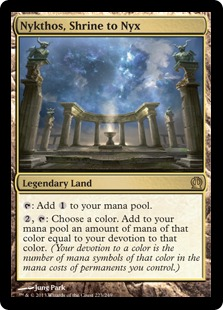 Nykthos, Shrine to Nyx
Legendary Land
: Add 1 to your mana pool.
2, : Choose a color. Add to your
mana pool an amount of mana of that
color equal to your devotion to that
color. (Your devotion to a color is the
number of mana symbols of that color in the
mana costs of permanents you control.)
Jung Park
™ & © 2013 Wizards of the Coast 223/249